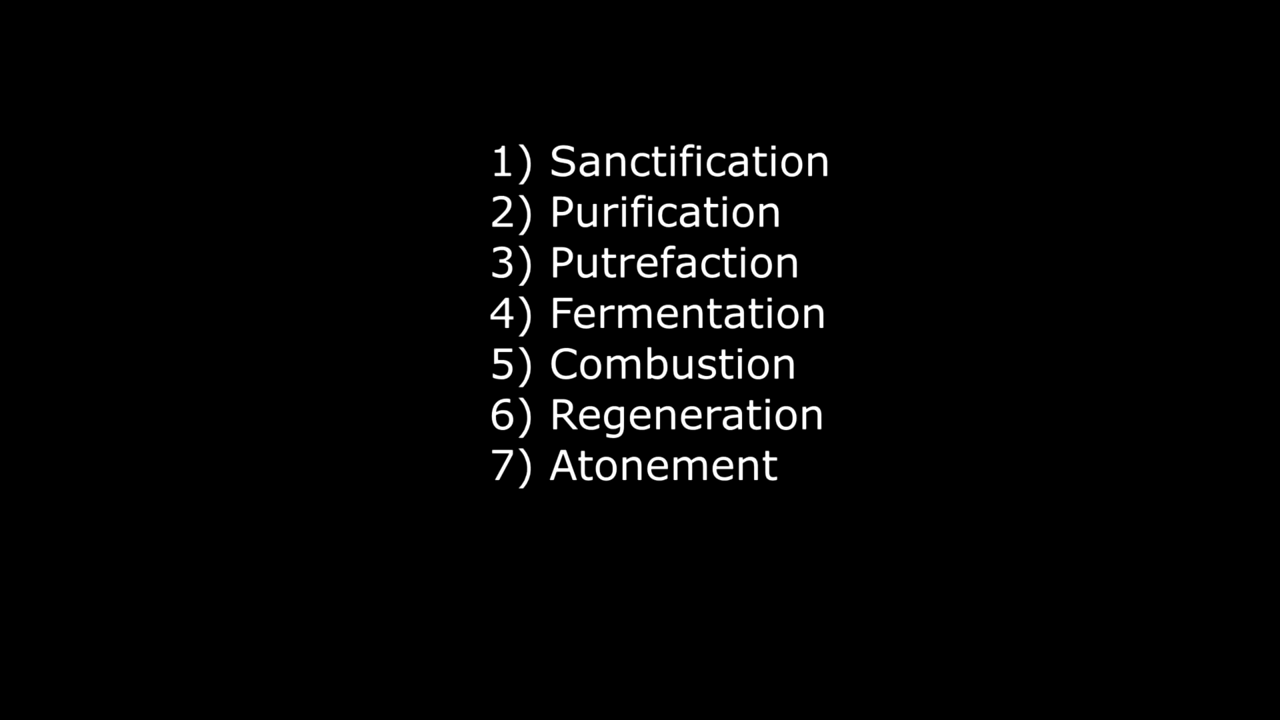 1) Sanctification
2) Purification
3) Putrefaction
4) Fermentation
5) Combustion
6) Regeneration
7) Atonement